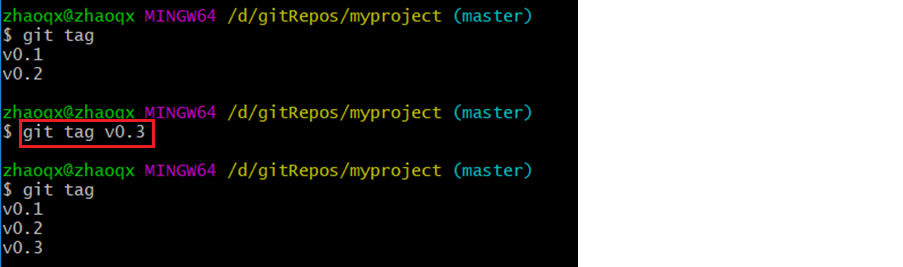 zhaoqx@zhaoqx MINGW64 /d/gitRepos/myproject (master)
$ git tag
v0.1
v0.2
zhaoqx@zhaoqx MINGW64 /d/gitRepos/myproject (master)
$ git tag v0.3
zhaoqx@zhaoqx MINGW64 /d/gitRepos/myproject (master)
$ git tag
v0.1
v0.2
v0.3